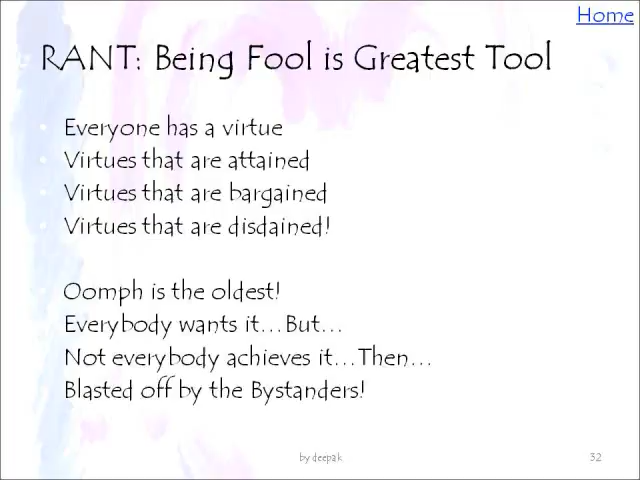 Home
RANT: Being Fool is Greatest Tool
• Everyone has a virtue
• Virtues that are attained
• Virtues that are bargained
• Virtues that are disdained!
Oomph is the oldest!
Everybody wants it...But...
Not everybody achieves it...Then...
Blasted off by the Bystanders!
by deepak
32